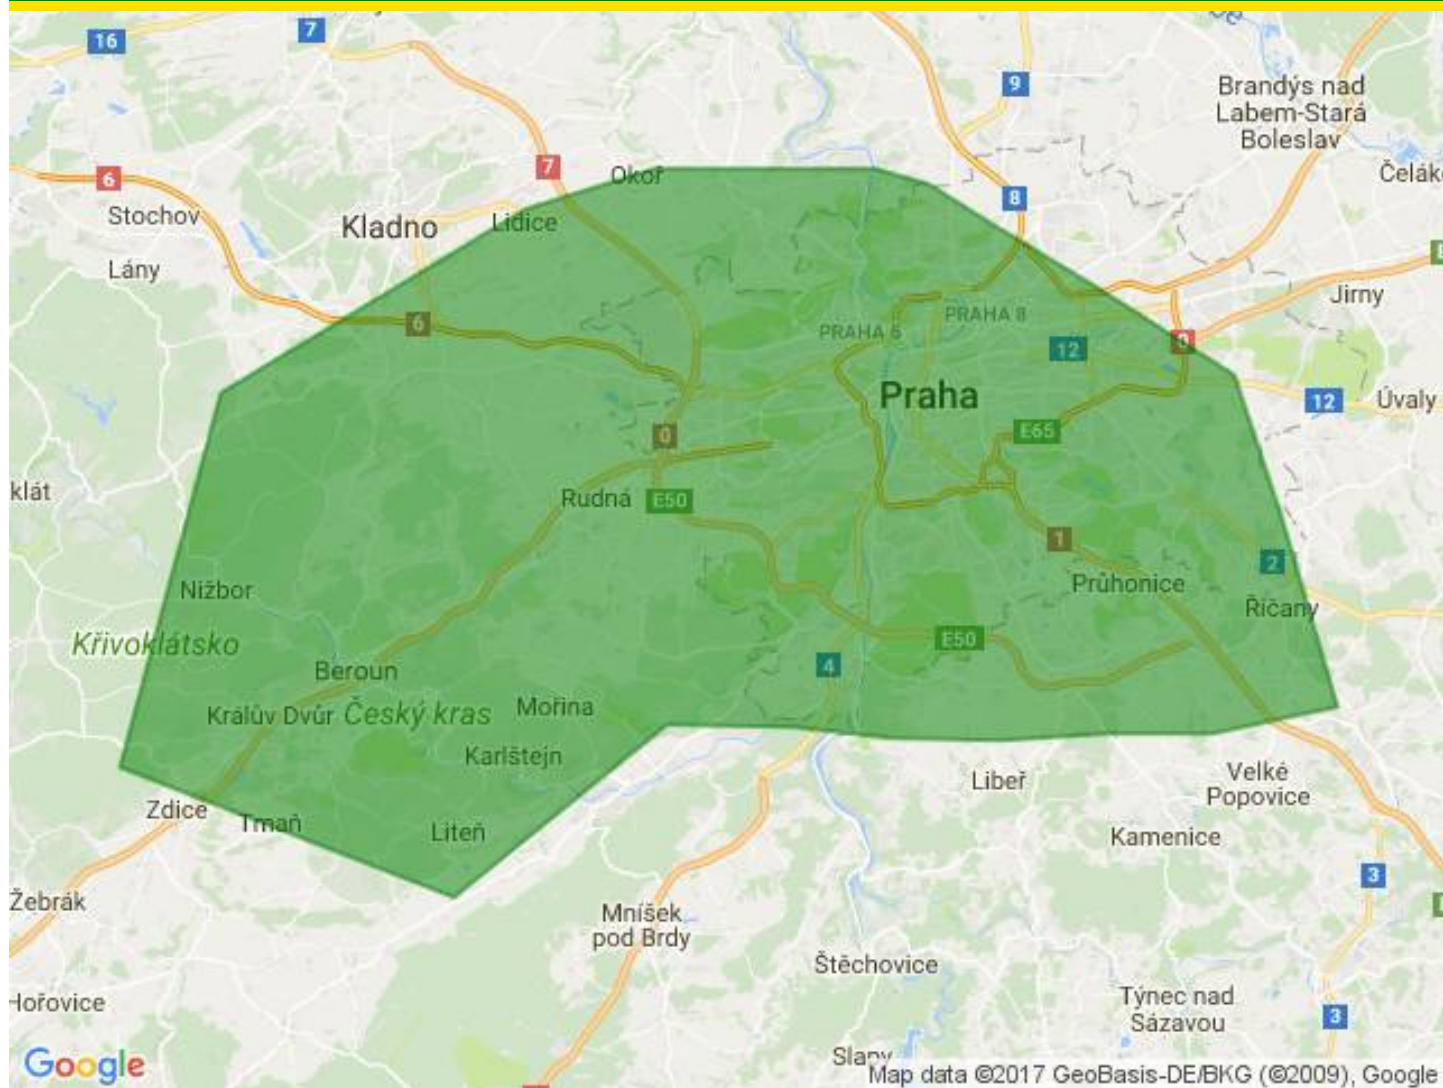 16
7
9
Brandýs nad
Labem-Stará
Boleslav
7
Okoř
6
8
Čelák
Stochov
Kladno
Lidice
Lány
Jirny
6
PRAHA 6
PRAHA 8
12
0
Praha
12
Úvaly
0
E65
klát
Rudná
E50
1
2
Nižbor
Průhonice
Říčany
Křivoklátsko
E50
Beroun
4
Králův Dvůr
Český kras
Mořina
Karlštejn
Libeř
Velké
Popovice
Zdice
Tmaň
Liteň
Kamenice
3
Žebrák
Mníšek
pod Brdy
Štěchovice
Hořovice
Týnec nad
Sázavou
3
Slapy
Google
Map data ©2017 GeoBasis-DE/BKG (©2009), Google